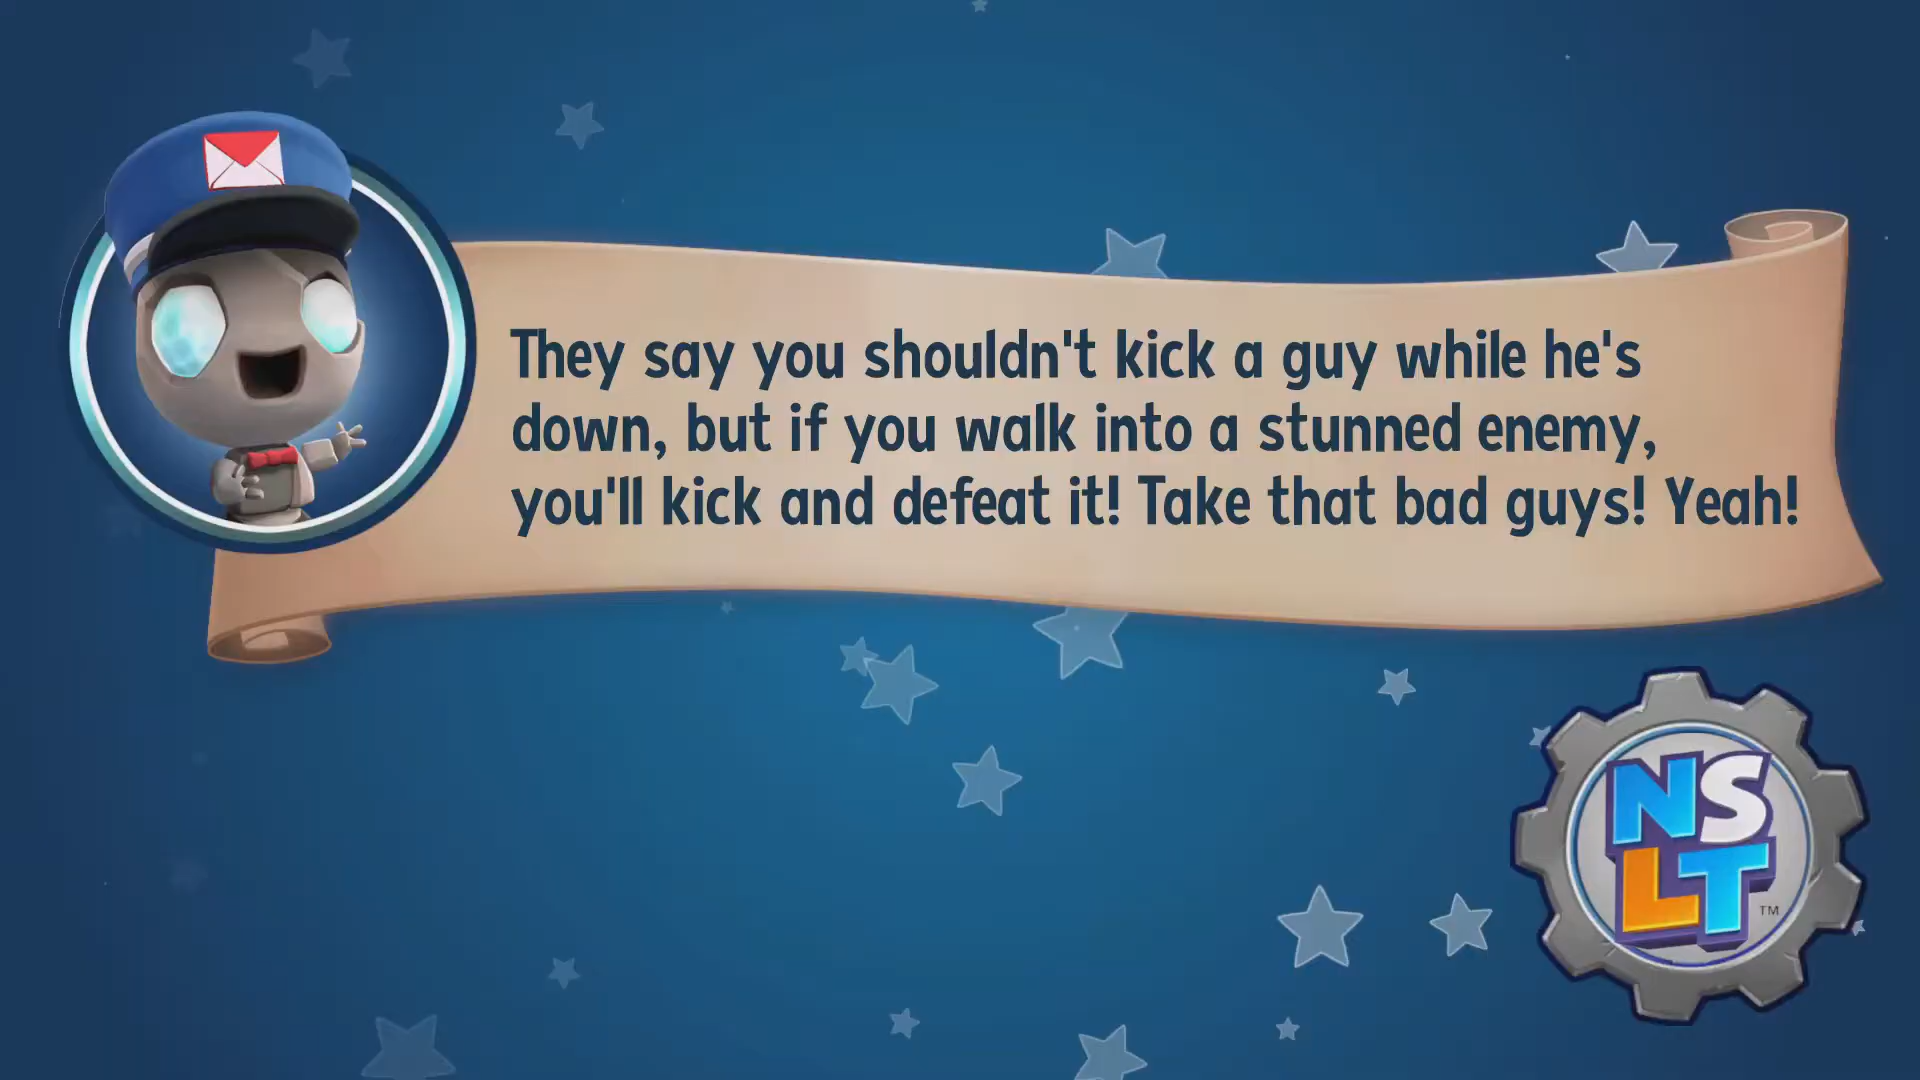 They say you shouldn't kick a guy while he's
down, but if you walk into a stunned enemy,
you'll kick and defeat it! Take that bad guys! Yeah!
NS
LT
TM